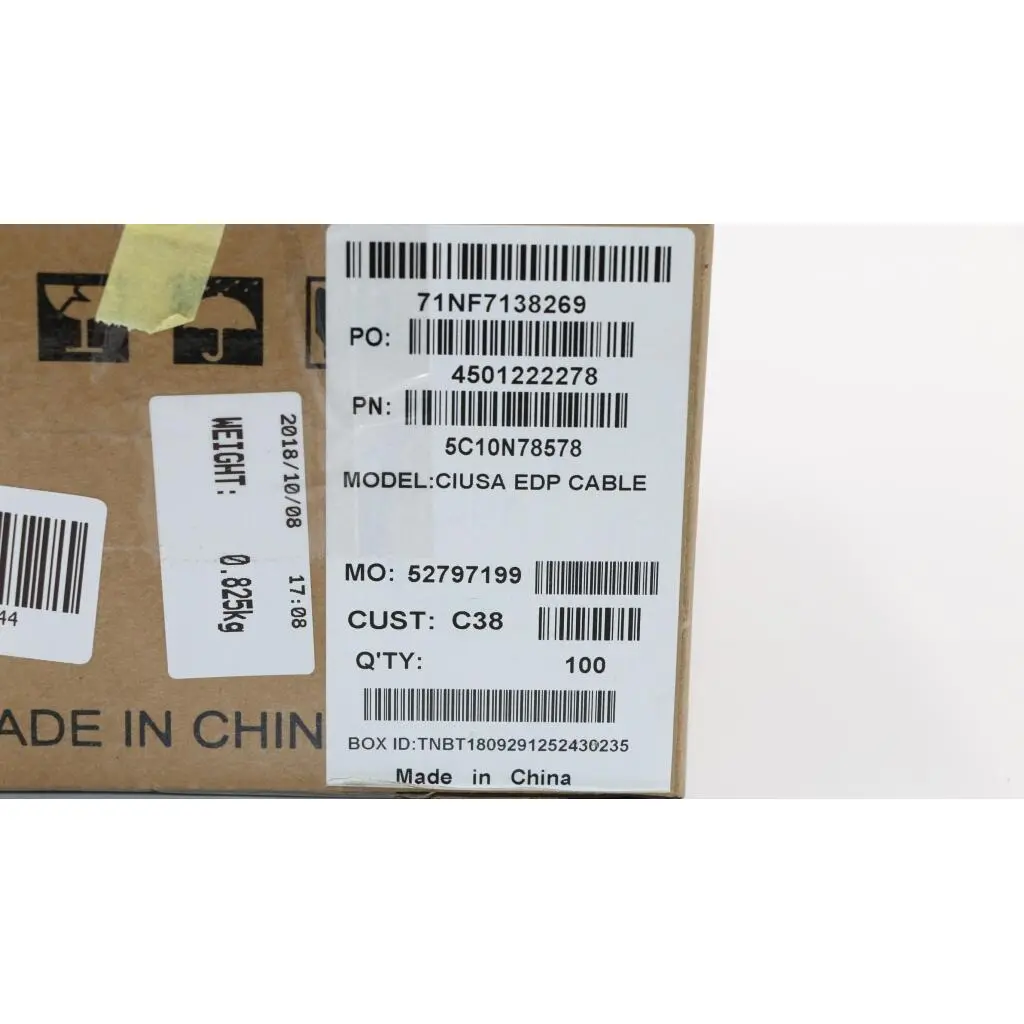 71NF7138269
PO:
4501222278
PN:
5C10N78578
MODEL:CIUSA EDP CABLE
MO: 52797199
CUST: C38
Q'TY: 100
BOX ID:TNBT1809291252430235
Made in China
2018/10/08 17:08
WEIGHT: 0.825kg
44
ADE IN CHIN